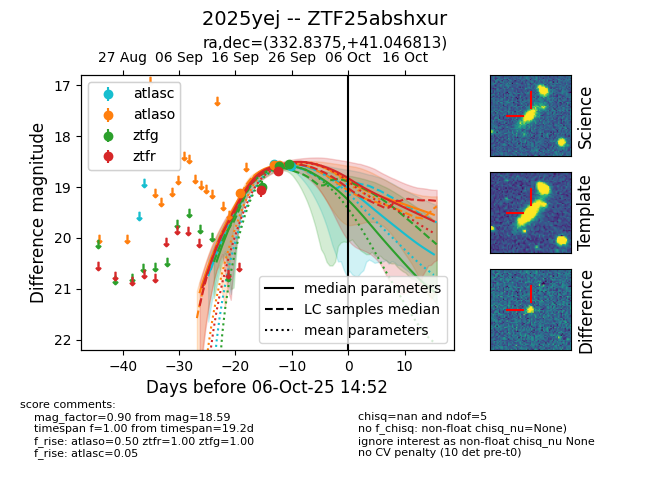 2025yej -- ZTF25abshxur
ra,dec=(332.8375,+41.046813)
27 Aug 06 Sep 16 Sep 26 Sep 06 Oct 16 Oct
17
18
19
20
21
22
Difference magnitude
atlasc
atlaso
ztfg
ztfr
median parameters
LC samples median
mean parameters
−40 −30 −20 −10 0 10
Days before 06-Oct-25 14:52
Science
Template
Difference
score comments:
mag_factor=0.90 from mag=18.59
timespan f=1.00 from timespan=19.2d
f_rise: atlaso=0.50 ztfr=1.00 ztfg=1.00
f_rise: atlasc=0.05
chisq=nan and ndof=5
no f_chisq: non-float chisq_nu=None)
ignore interest as non-float chisq_nu None
no CV penalty (10 det pre-t0)